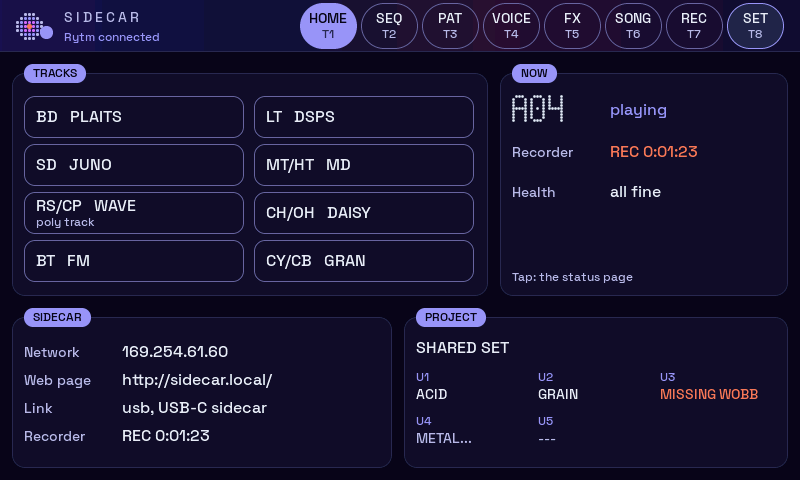 SIDECAR
Rytm connected
HOME
T1
SEQ
T2
PAT
T3
VOICE
T4
FX
T5
SONG
T6
REC
T7
SET
T8
TRACKS
BD PLAITS
LT DSPS
SD JUNO
MT/HT MD
RS/CP WAVE
poly track
CH/OH DAISY
BT FM
CY/CB GRAN
NOW
A04 playing
Recorder REC 0:01:23
Health all fine
Tap: the status page
SIDECAR
Network 169.254.61.60
Web page http://sidecar.local/
Link usb, USB-C sidecar
Recorder REC 0:01:23
PROJECT
SHARED SET
U1 U2 U3
ACID GRAIN MISSING WOBB
U4 U5
METAL... ---